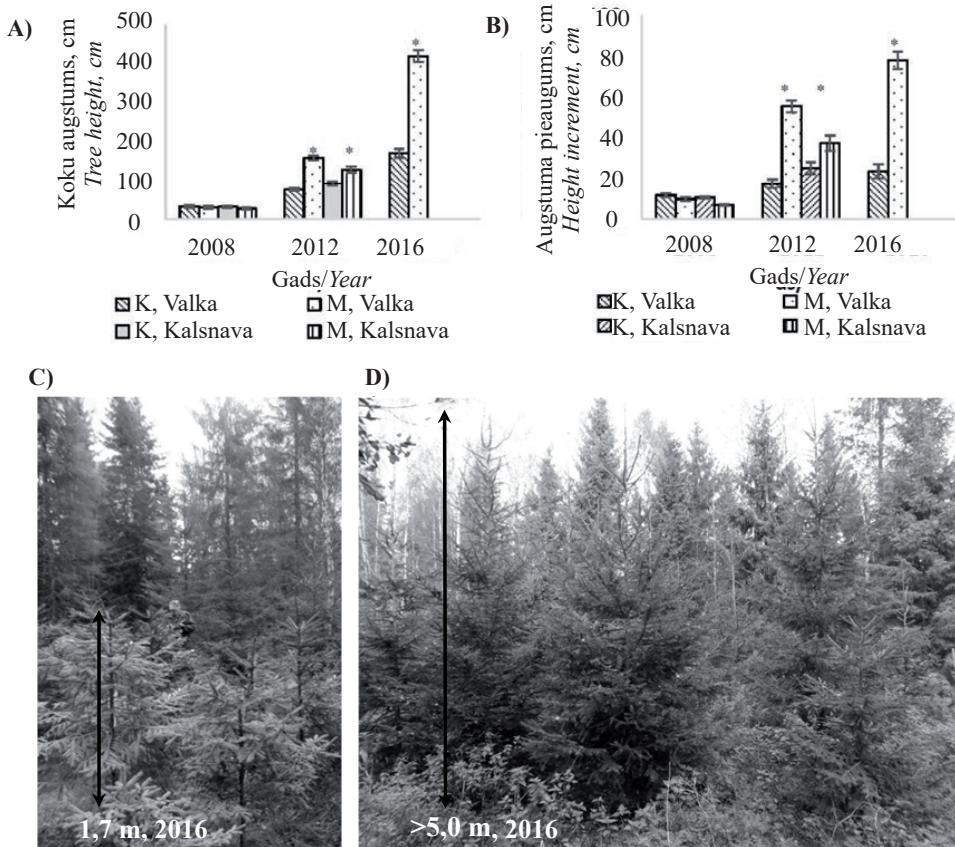 A)
Koku augstums, cm
Tree height, cm
500
400
300
200
100
0
* * *
2008 2012 2016
Gads/Year
K, Valka M, Valka
K, Kalsnava M, Kalsnava
B)
Augstuma pieaugums, cm
Height increment, cm
100
80
60
40
20
0
* * *
2008 2012 2016
Gads/Year
K, Valka M, Valka
K, Kalsnava M, Kalsnava
C)
1,7 m, 2016
D)
>5,0 m, 2016